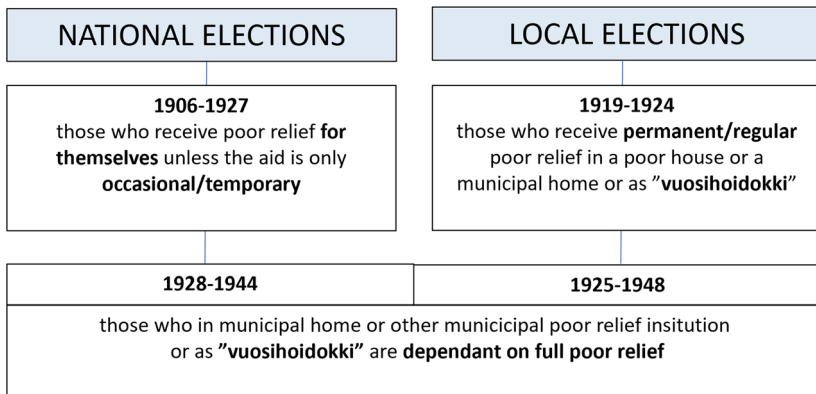 NATIONAL ELECTIONS
LOCAL ELECTIONS
1906-1927
those who receive poor relief for
themselves unless the aid is only
occasional/temporary
1919-1924
those who receive permanent/regular
poor relief in a poor house or a
municipal home or as ”vuosihoidokki”
1928-1944
1925-1948
those who in municipal home or other municicipal poor relief insitution
or as ”vuosihoidokki” are dependant on full poor relief